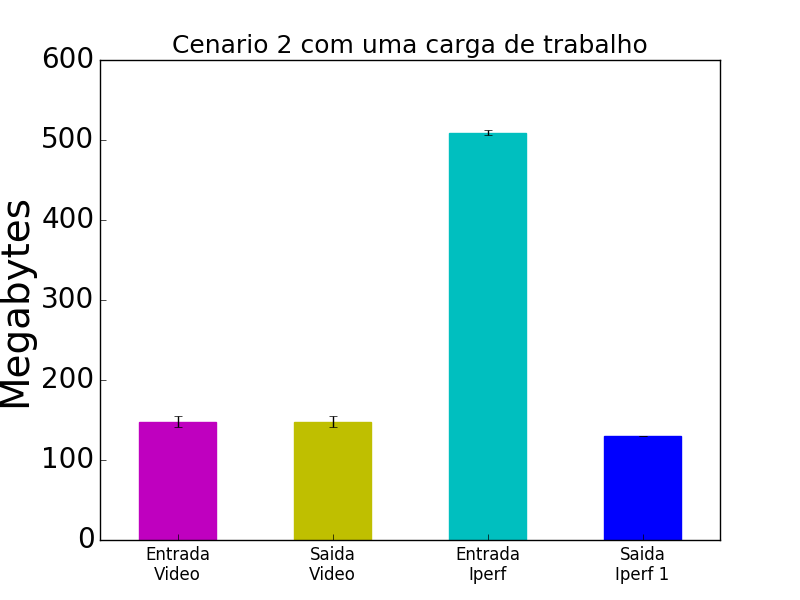 Cenario 2 com uma carga de trabalho
Megabytes
600
500
400
300
200
100
0
Entrada
Video
Saida
Video
Entrada
Iperf
Saida
Iperf 1